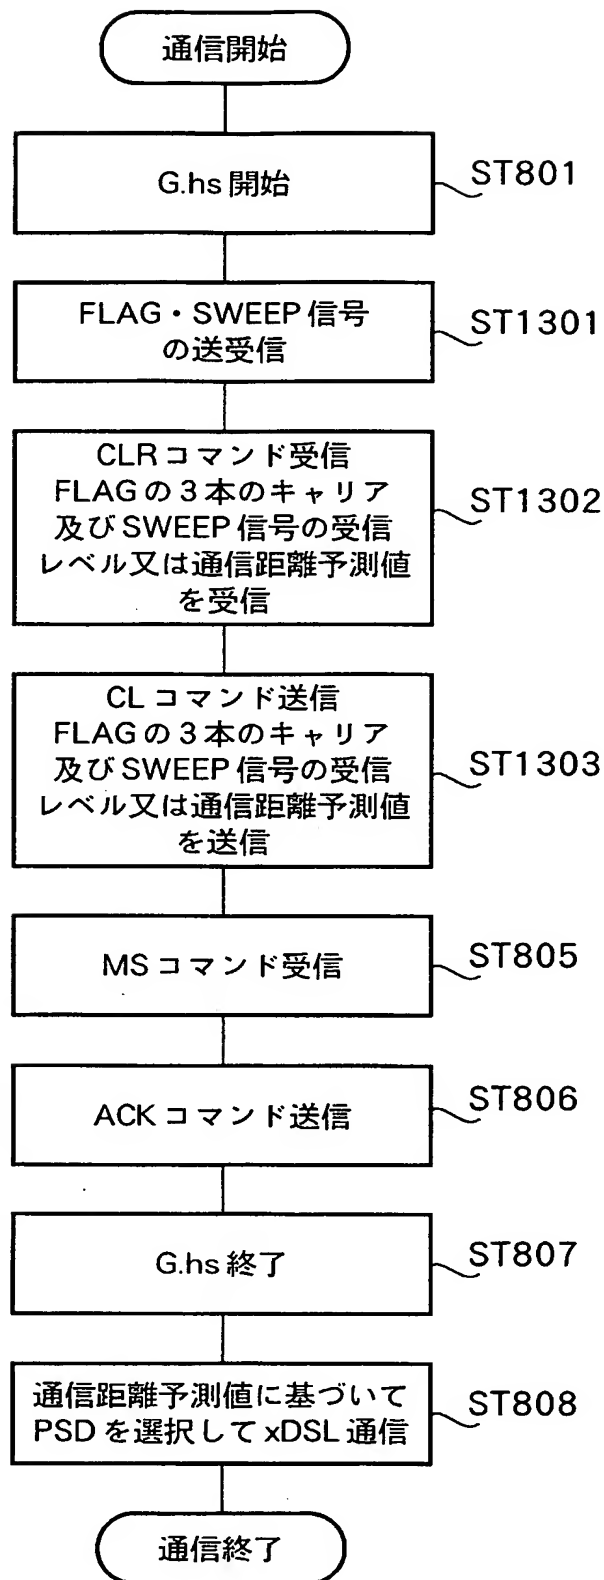 通信開始
G.hs 開始
ST801
FLAG・SWEEP 信号
の送受信
ST1301
CLR コマンド受信
FLAG の 3 本のキャリア
及び SWEEP 信号の受信
レベル又は通信距離予測値
を受信
ST1302
CL コマンド送信
FLAG の 3 本のキャリア
及び SWEEP 信号の受信
レベル又は通信距離予測値
を送信
ST1303
MS コマンド受信
ST805
ACK コマンド送信
ST806
G.hs 終了
ST807
通信距離予測値に基づいて
PSD を選択して xDSL 通信
ST808
通信終了